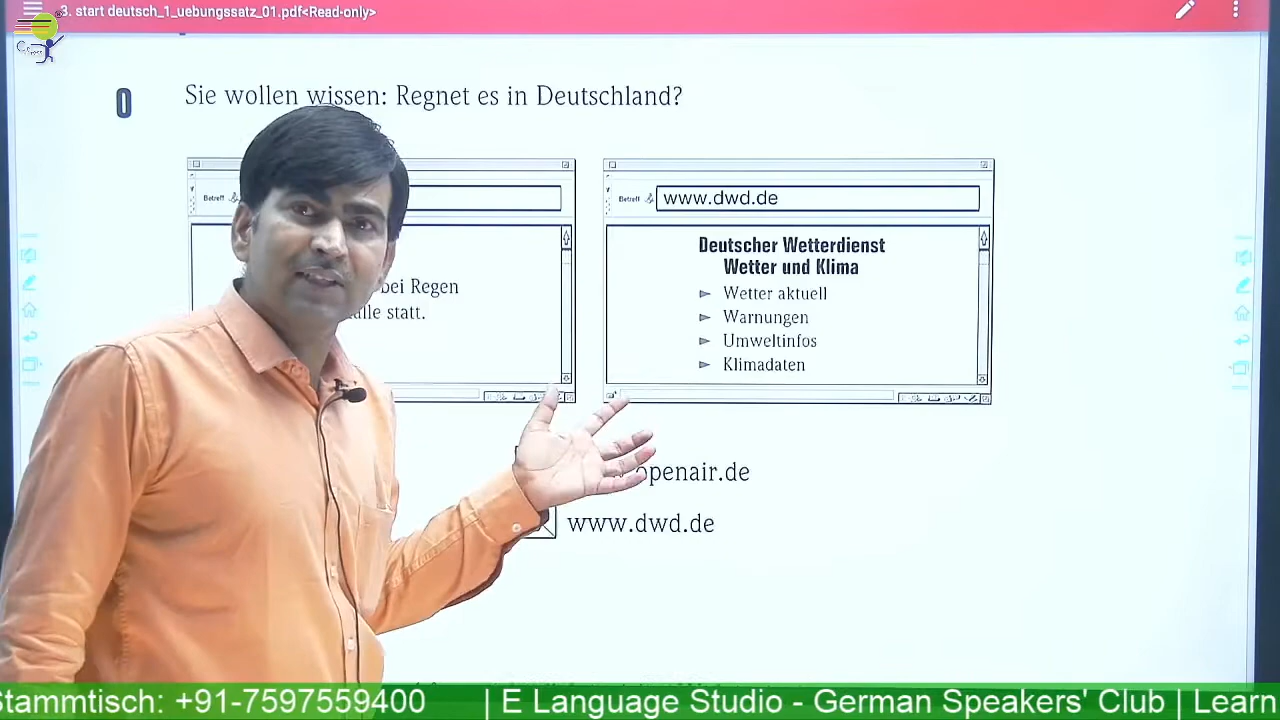 3. start deutsch_1_uebungssatz_01.pdf<Read-only>
0 Sie wollen wissen: Regnet es in Deutschland?
Betreff
bei Regen
statt.
Betreff www.dwd.de
Deutscher Wetterdienst
Wetter und Klima
Wetter aktuell
Warnungen
Umweltinfos
Klimadaten
openair.de
www.dwd.de
Stammtisch: +91-7597559400 | E Language Studio - German Speakers' Club | Learn